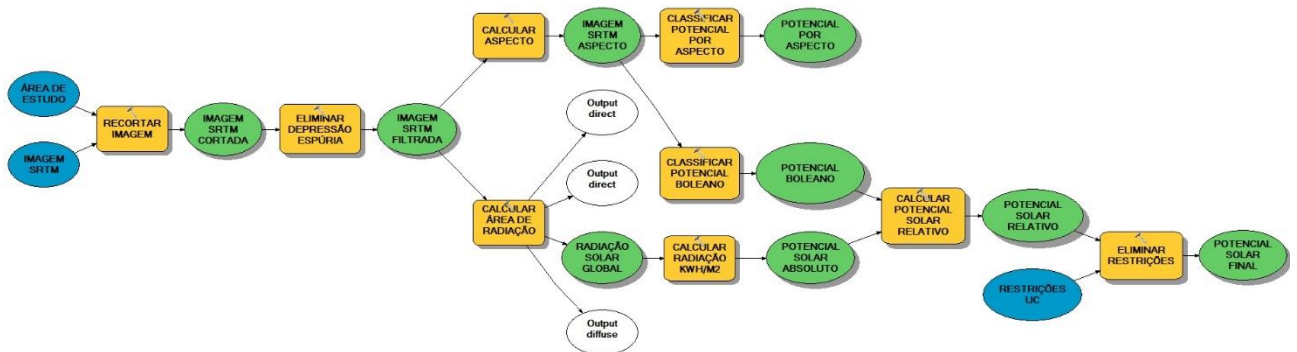 CALCULAR
ASPECTO
IMAGEM
SRTM
ASPECTO
CLASSIFICAR
POTENCIAL
POR
ASPECTO
POTENCIAL
POR
ASPECTO
ÁREA DE
ESTUDO
IMAGEM
SRTM
RECORTAR
IMAGEM
IMAGEM
SRTM
CORTADA
ELIMINAR
DEPRESSÃO
ESPÚRIA
IMAGEM
SRTM
FILTRADA
Output
direct
Output
direct
CLASSIFICAR
POTENCIAL
BOLEANO
POTENCIAL
BOLEANO
CALCULAR
ÁREA DE
RADIAÇÃO
RADIAÇÃO
SOLAR
GLOBAL
CALCULAR
RADIAÇÃO
KWH/M2
POTENCIAL
SOLAR
ABSOLUTO
CALCULAR
POTENCIAL
SOLAR
RELATIVO
POTENCIAL
SOLAR
RELATIVO
RESTRIÇÕES
UC
ELIMINAR
RESTRIÇÕES
POTENCIAL
SOLAR
FINAL
Output
diffuse